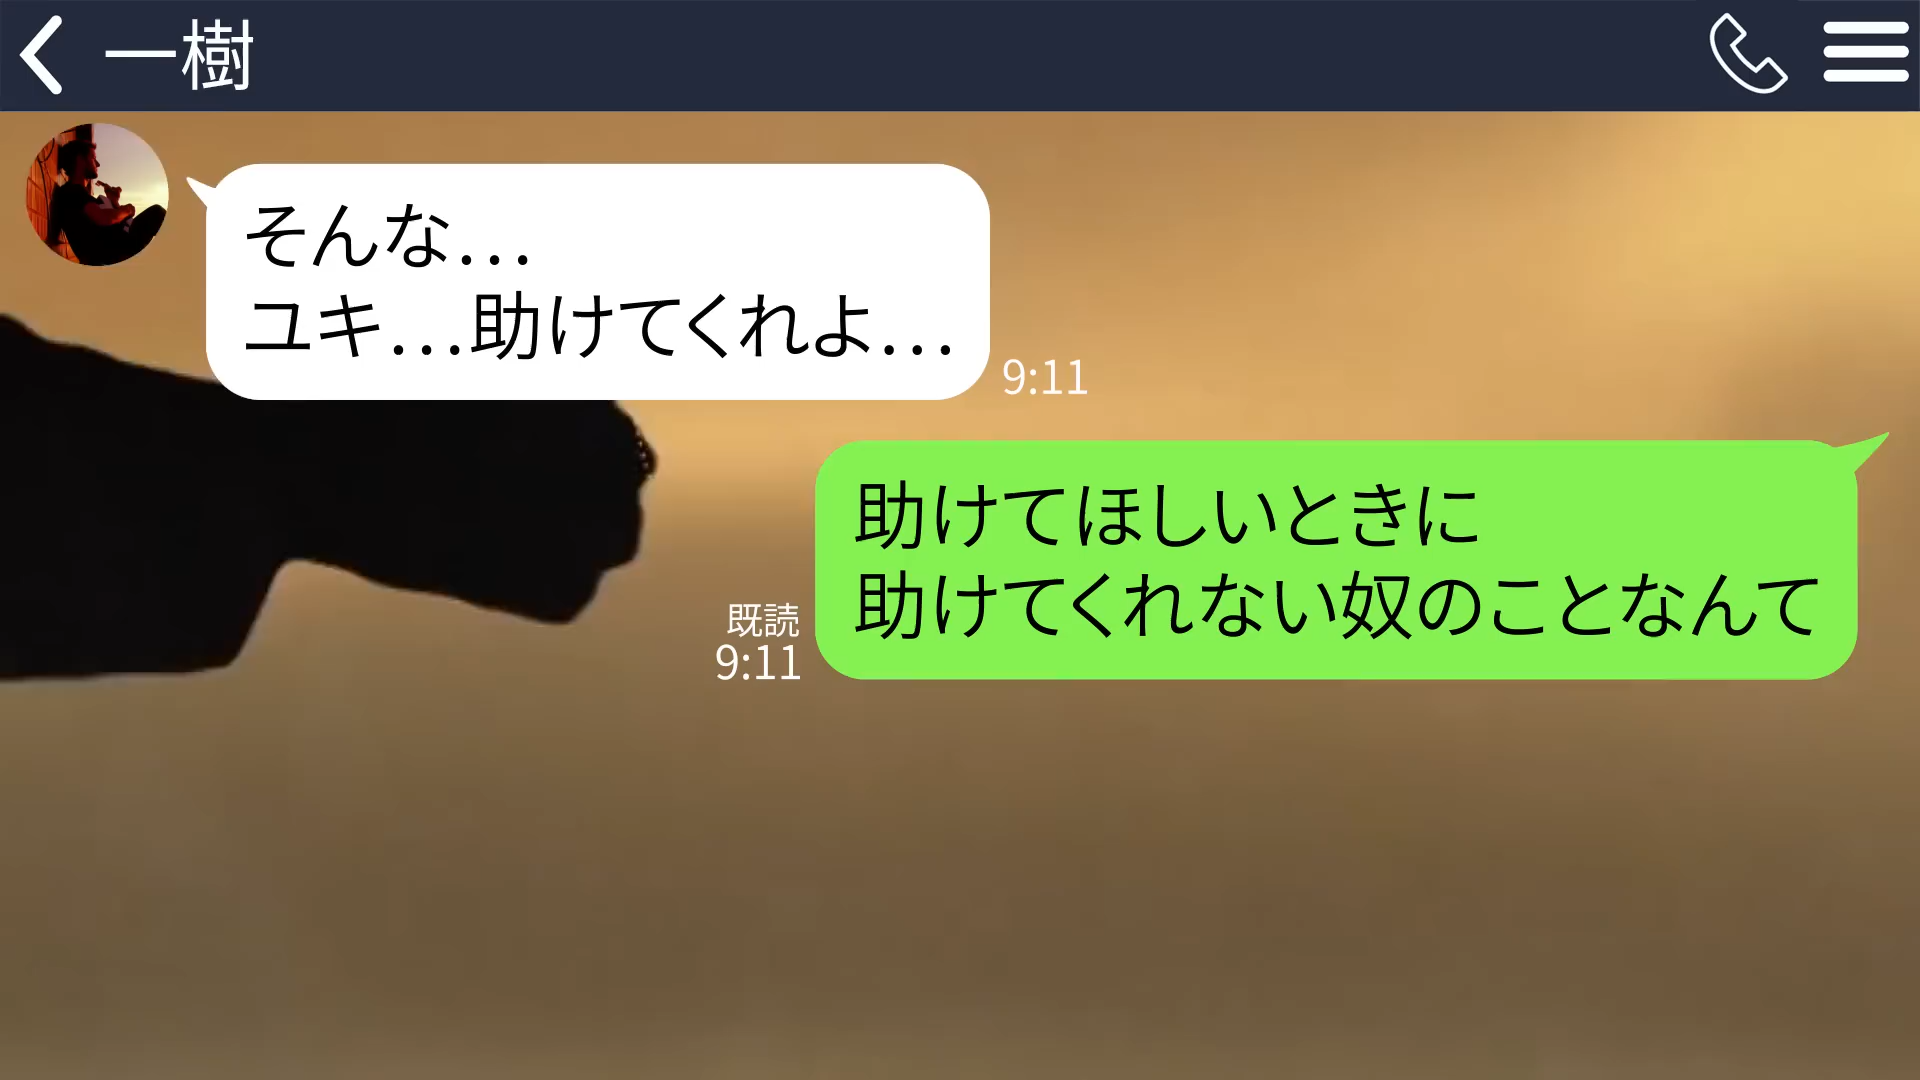 一樹
そんな…
ユキ…助けてくれよ…
9:11
助けてほしいときに
助けてくれない奴のことなんて
既読
9:11